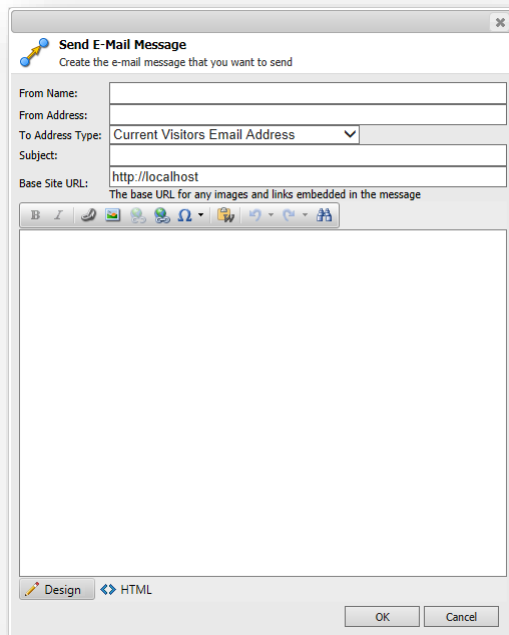 Send E-Mail Message
Create the e-mail message that you want to send
From Name:
From Address:
To Address Type: Current Visitors Email Address
Subject:
Base Site URL: http://localhost
The base URL for any images and links embedded in the message
B I Ω W
Design HTML
OK Cancel